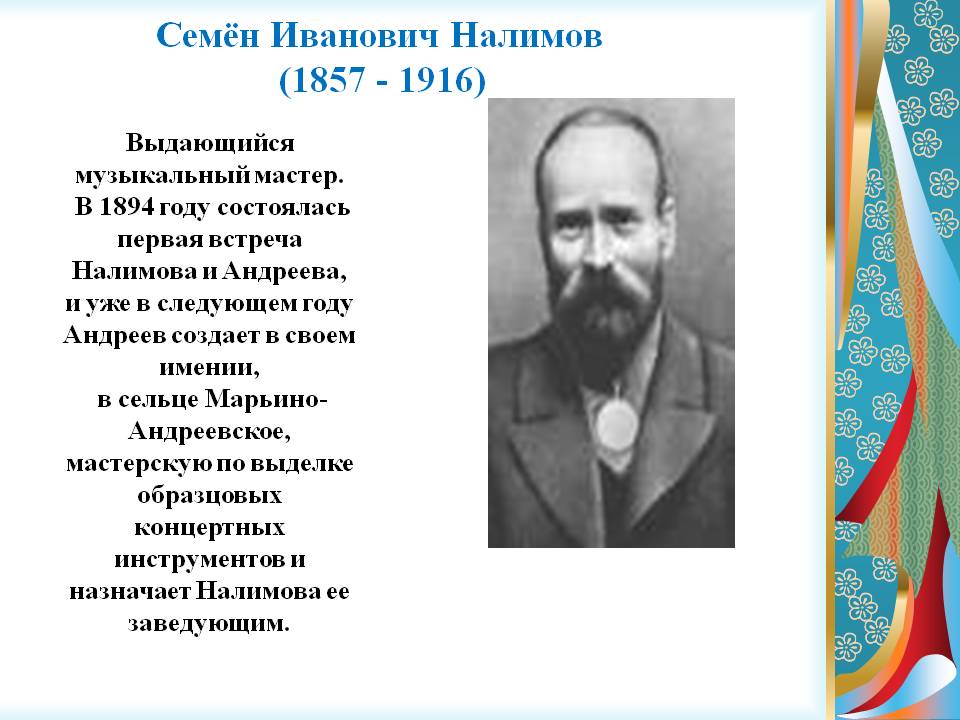 Семён Иванович Налимов
(1857 - 1916)
Выдающийся
музыкальный мастер.
В 1894 году состоялась
первая встреча
Налимова и Андреева,
и уже в следующем году
Андреев создает в своем
имении,
в сельце Марьино-
Андреевское,
мастерскую по выделке
образцовых
концертных
инструментов и
назначает Налимова ее
заведующим.